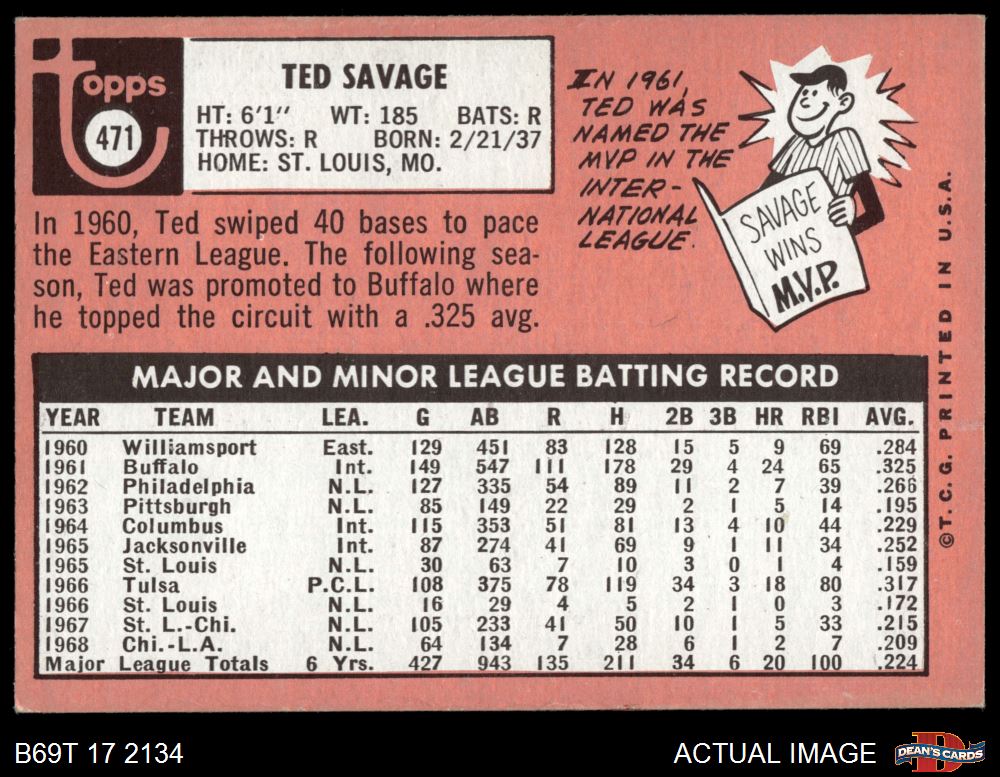 Topps
471
TED SAVAGE
HT: 6'1" WT: 185 BATS: R
THROWS: R BORN: 2/21/37
HOME: ST. LOUIS, MO.
In 1960, Ted swiped 40 bases to pace
the Eastern League. The following sea-
son, Ted was promoted to Buffalo where
he topped the circuit with a .325 avg.
IN 1961,
TED WAS
NAMED THE
MVP IN THE
INTER-
NATIONAL
LEAGUE.
SAVAGE
WINS
M.V.P.
MAJOR AND MINOR LEAGUE BATTING RECORD
YEAR TEAM LEA. G AB R H 2B 3B HR RBI AVG.
1960 Williamsport East. 129 451 83 128 15 5 9 69 .284
1961 Buffalo Int. 149 547 111 178 29 4 24 65 .325
1962 Philadelphia N.L. 127 335 54 89 11 2 7 39 .266
1963 Pittsburgh N.L. 85 149 22 29 2 1 5 14 .195
1964 Columbus Int. 115 353 51 81 13 4 10 44 .229
1965 Jacksonville Int. 87 274 41 69 9 1 11 34 .252
1965 St. Louis N.L. 30 63 7 10 3 0 1 4 .159
1966 Tulsa P.C.L. 108 375 78 119 34 3 18 80 .317
1966 St. Louis N.L. 16 29 4 5 2 1 0 3 .172
1967 St. L.-Chi. N.L. 105 233 41 50 10 1 5 33 .215
1968 Chi.-L.A. N.L. 64 134 7 28 6 1 2 7 .209
Major League Totals 6 Yrs. 427 943 135 211 34 6 20 100 .224
©T. C. G. PRINTED IN U.S.A.
B69T 17 2134
ACTUAL IMAGE
DEAN'S CARDS